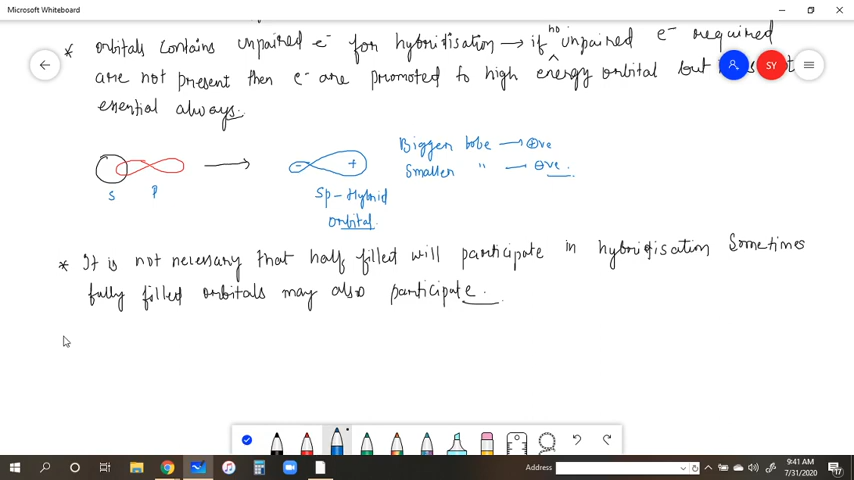 Microsoft Whiteboard
* orbitals contains unpaired e⁻ for hybridisation → if no unpaired e⁻ required
are not present then e⁻ are promoted to high energy orbital but
essential always.
S P
- +
Sp-Hybrid
orbital.
Bigger lobe → ⊕ve
Smaller " → ⊖ve.
* It is not necessary that half filled will participate in hybridisation Sometimes
fully filled orbitals may also participate.
SY
Address
9:41 AM
7/31/2020
17